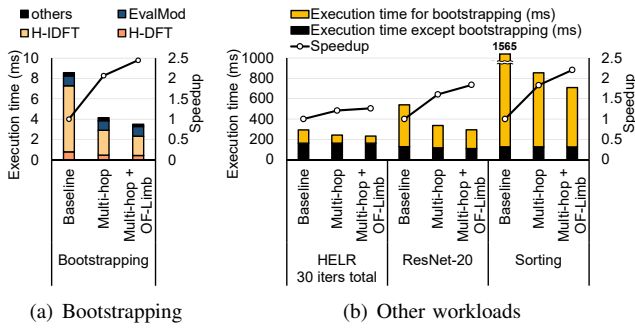 others
EvalMod
H-IDFT
H-DFT
Execution time (ms)
10
8
6
4
2
0
2.5
2
1.5
1
0.5
0
Speedup
Baseline
Multi-hop
Multi-hop +
OF-Limb
Bootstrapping
(a) Bootstrapping
Execution time for bootstrapping (ms)
Execution time except bootstrapping (ms)
Speedup
1565
Execution time (ms)
1000
800
600
400
200
0
2.5
2
1.5
1
0.5
0
Speedup
Baseline
Multi-hop
Multi-hop +
OF-Limb
Baseline
Multi-hop
Multi-hop +
OF-Limb
Baseline
Multi-hop
Multi-hop +
OF-Limb
HELR
30 iters total
ResNet-20
Sorting
(b) Other workloads